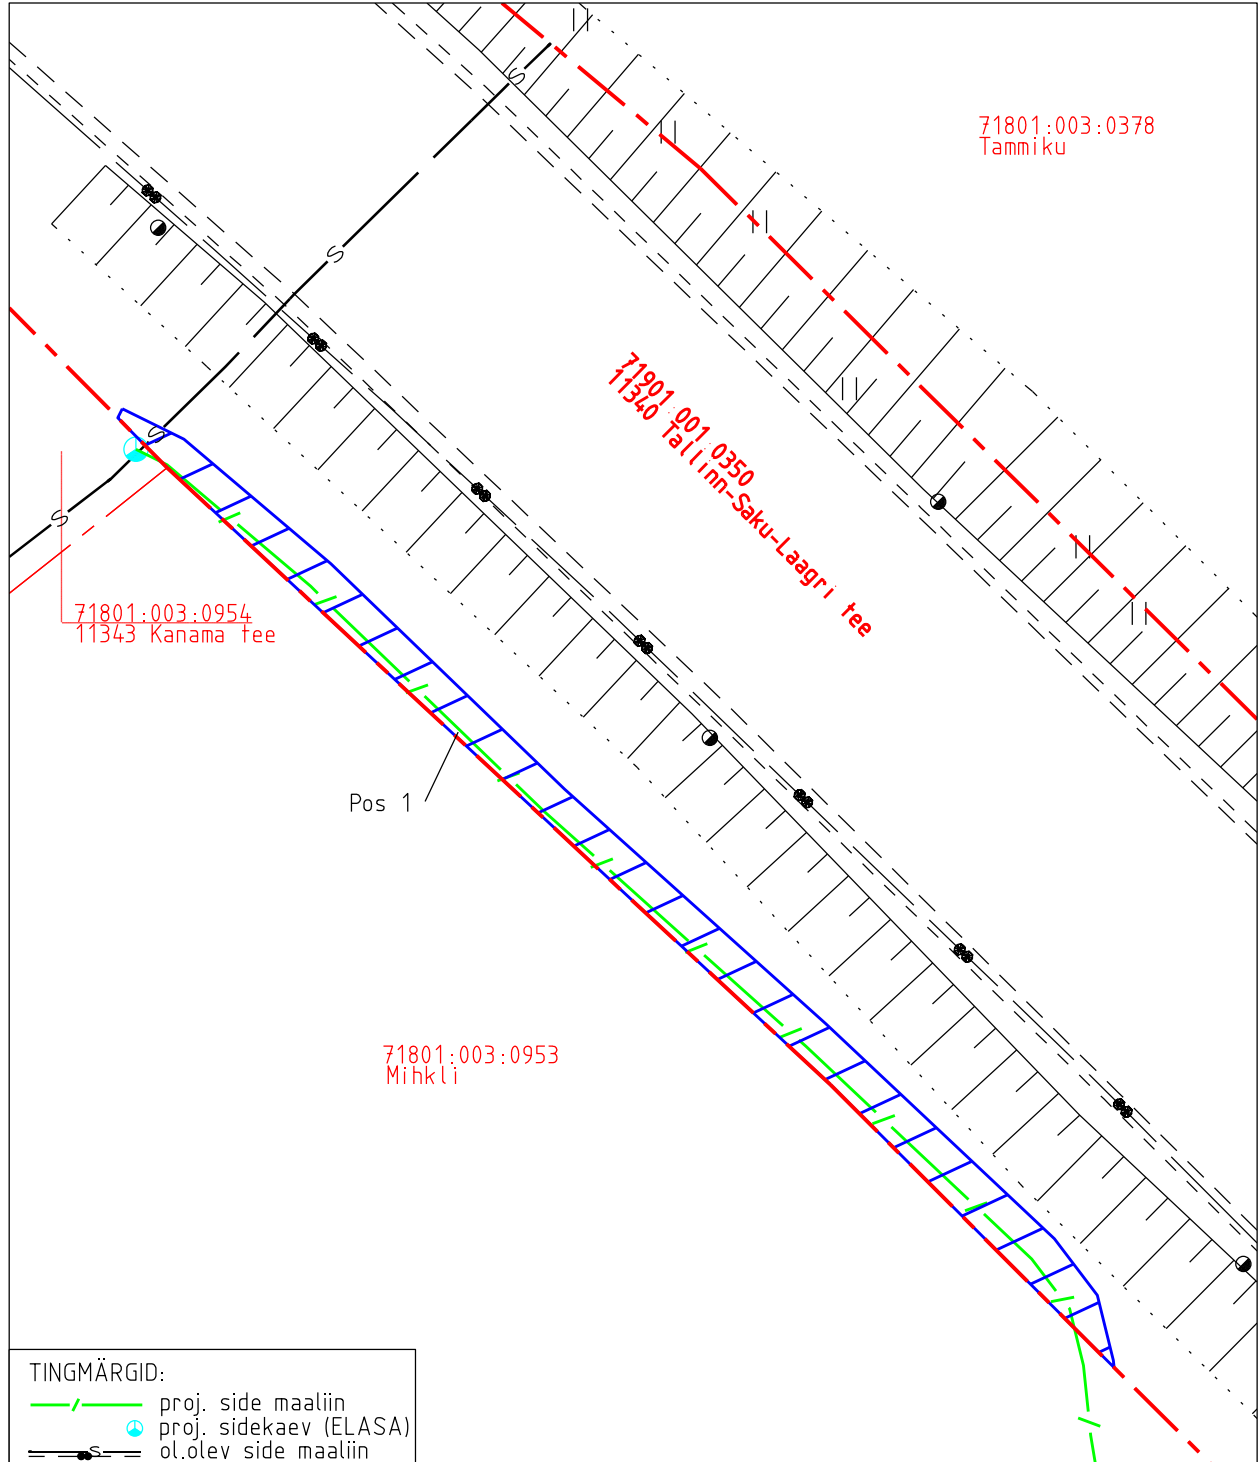 71801:003:0378
Tammiku
71901:001:0350
11340 Tallinn-Saku-Laagri tee
S
S
S
S
71801:003:0954
11343 Kanama tee
Pos 1
71801:003:0953
Mihkli
TINGMÄRGID:
proj. side maaliin
proj. sidekaev (ELASA)
S
ol.olev side maaliin